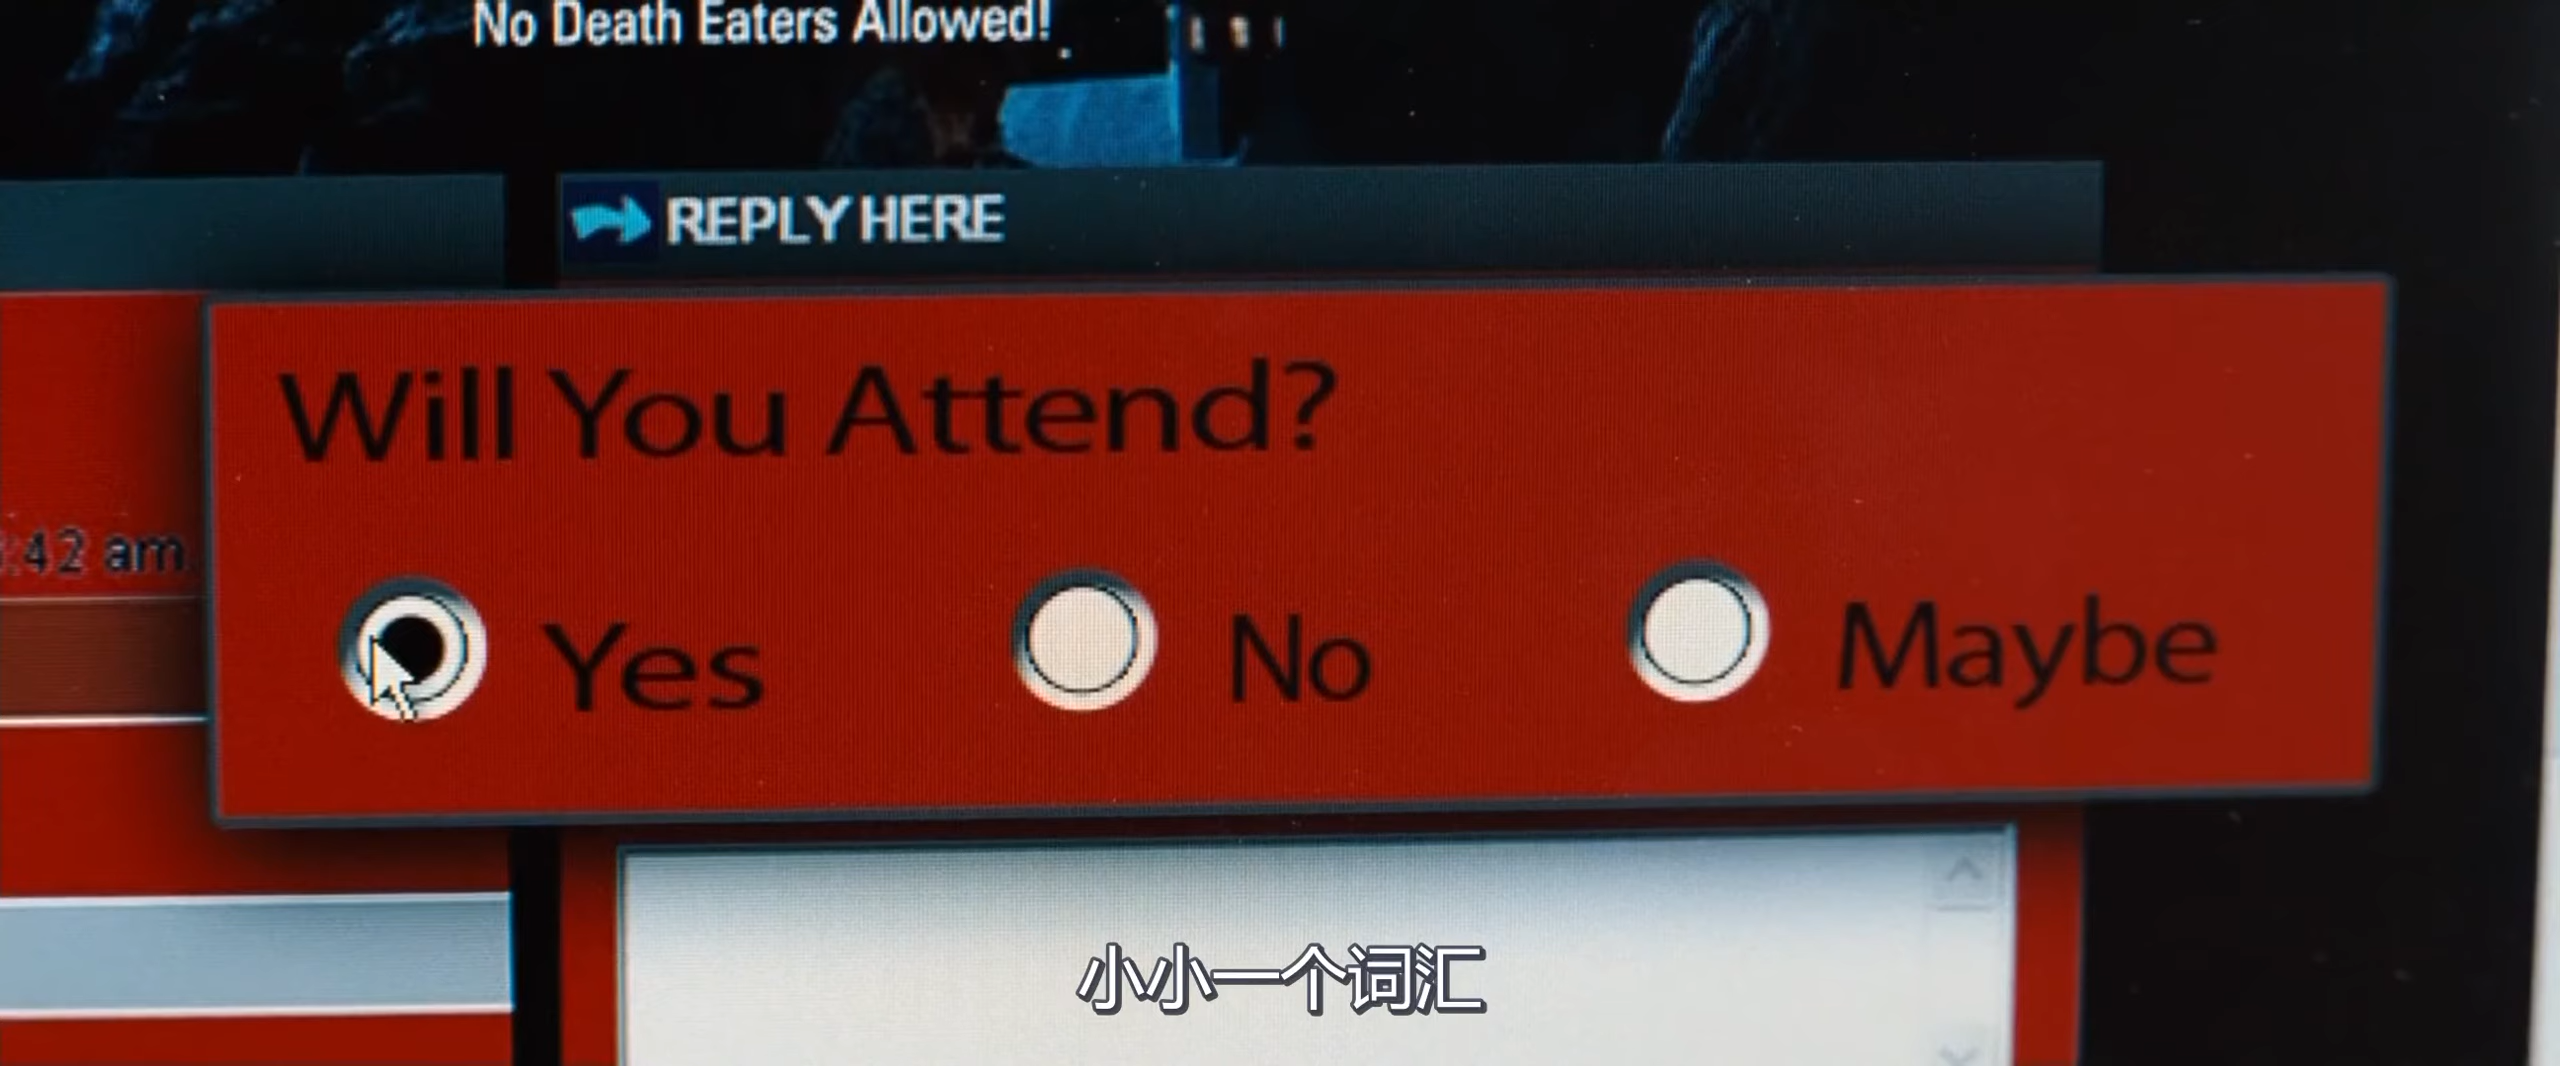 No Death Eaters Allowed!
REPLY HERE
Will You Attend?
:42 am
Yes
No
Maybe
小小一个词汇